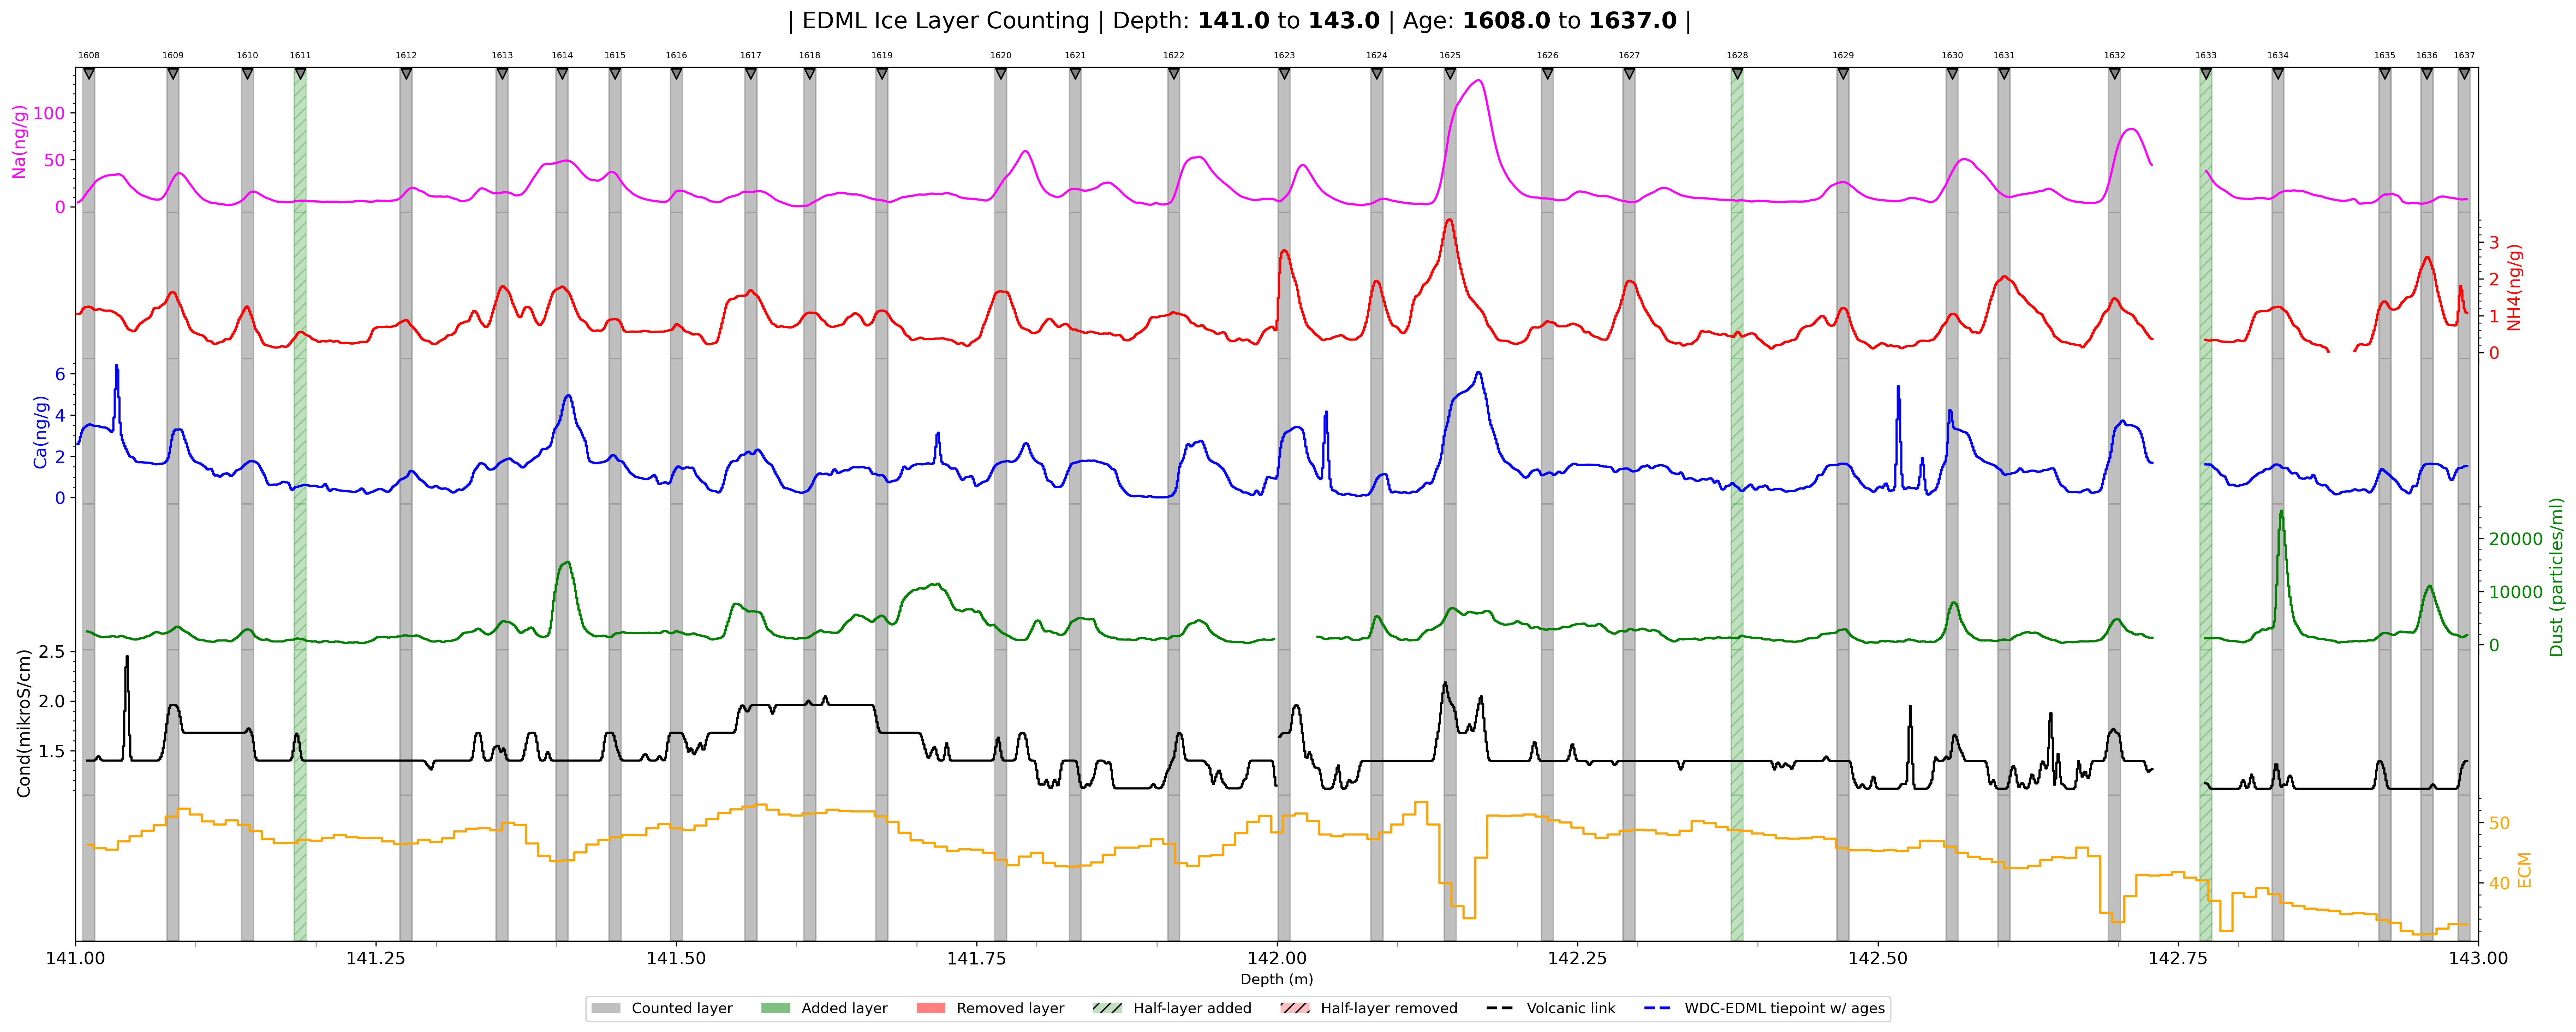 | EDML Ice Layer Counting | Depth: 141.0 to 143.0 | Age: 1608.0 to 1637.0 |
1608 1609 1610 1611 1612 1613 1614 1615 1616 1617 1618 1619 1620 1621 1622 1623 1624 1625 1626 1627 1628 1629 1630 1631 1632 1633 1634 1635 1636 1637
Na(ng/g)
100
50
0
NH4(ng/g)
3
2
1
0
Ca(ng/g)
6
4
2
0
Dust (particles/ml)
20000
10000
0
Cond(mikroS/cm)
2.5
2.0
1.5
ECM
50
40
141.00 141.25 141.50 141.75 142.00 142.25 142.50 142.75 143.00
Depth (m)
Counted layer Added layer Removed layer Half-layer added Half-layer removed Volcanic link WDC-EDML tiepoint w/ ages